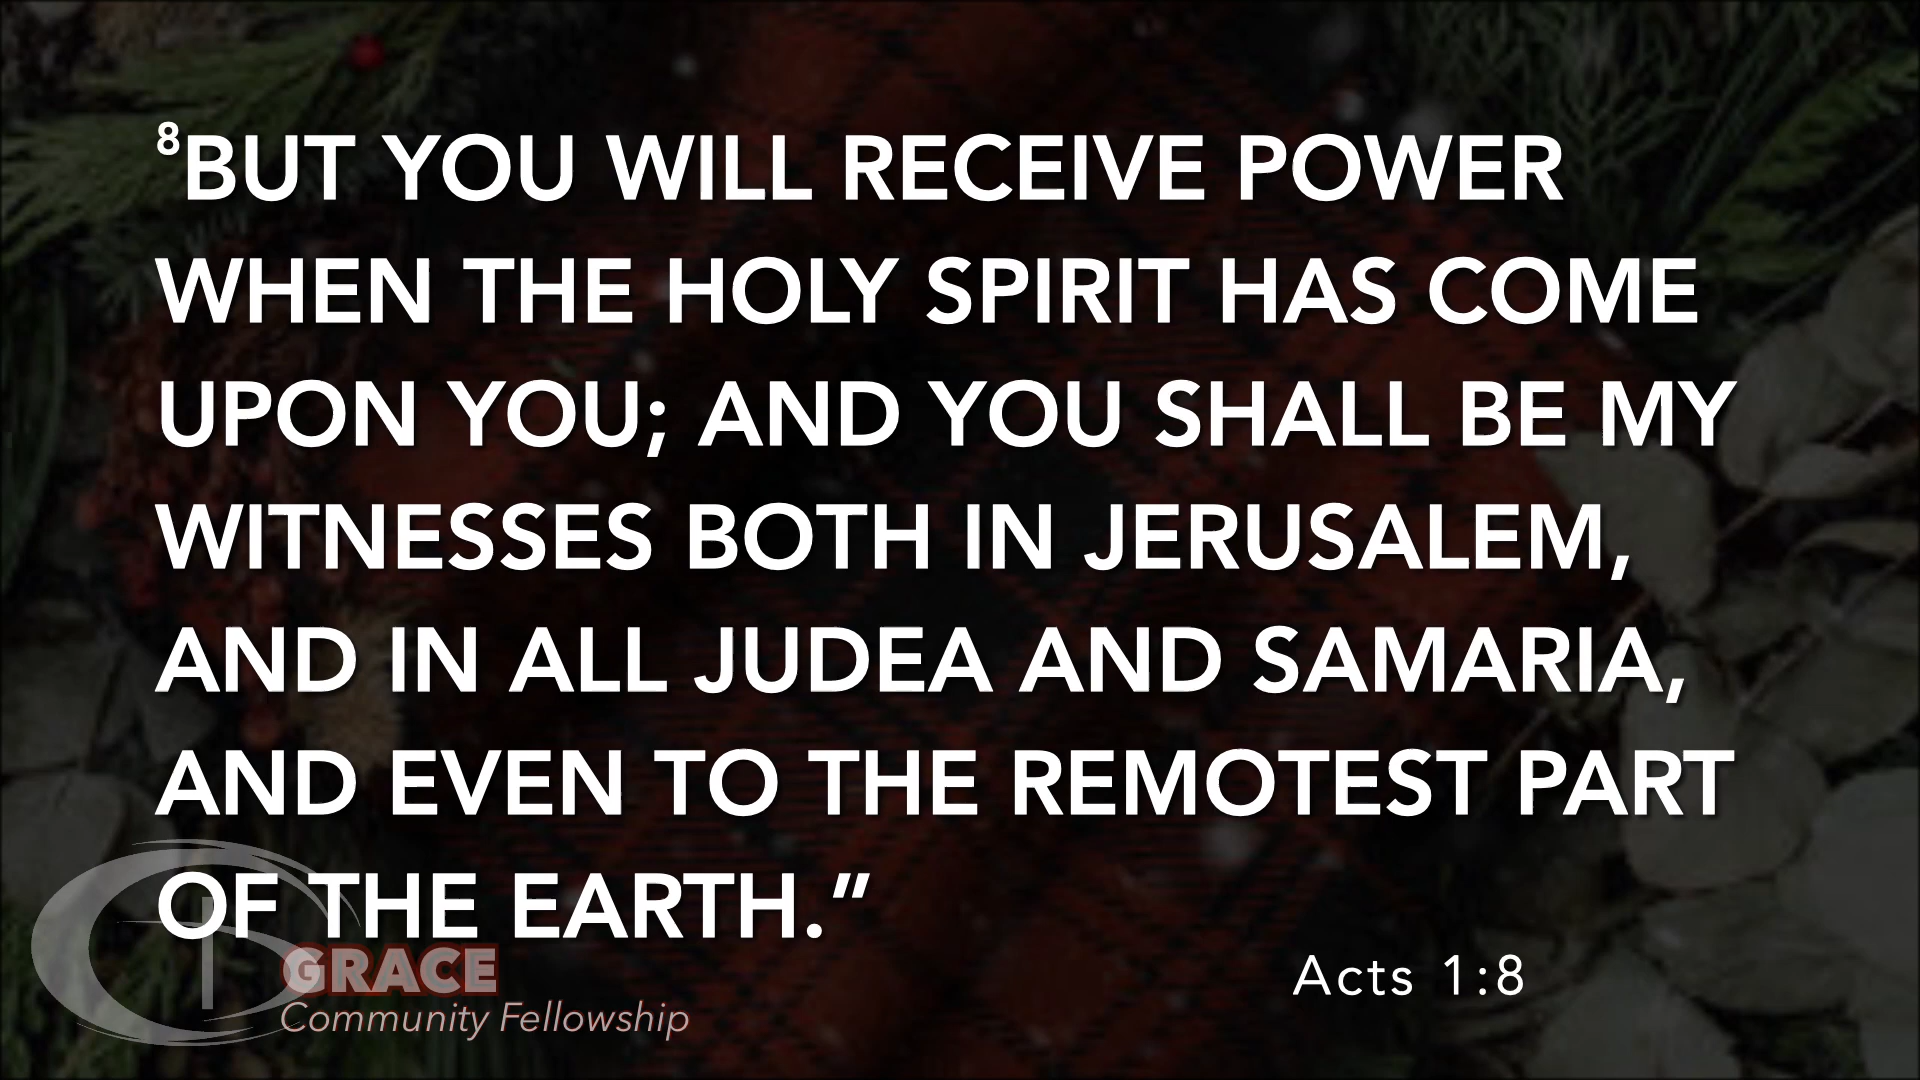 ⁸BUT YOU WILL RECEIVE POWER
WHEN THE HOLY SPIRIT HAS COME
UPON YOU; AND YOU SHALL BE MY
WITNESSES BOTH IN JERUSALEM,
AND IN ALL JUDEA AND SAMARIA,
AND EVEN TO THE REMOTEST PART
OF THE EARTH.”
Acts 1:8
GRACE
Community Fellowship